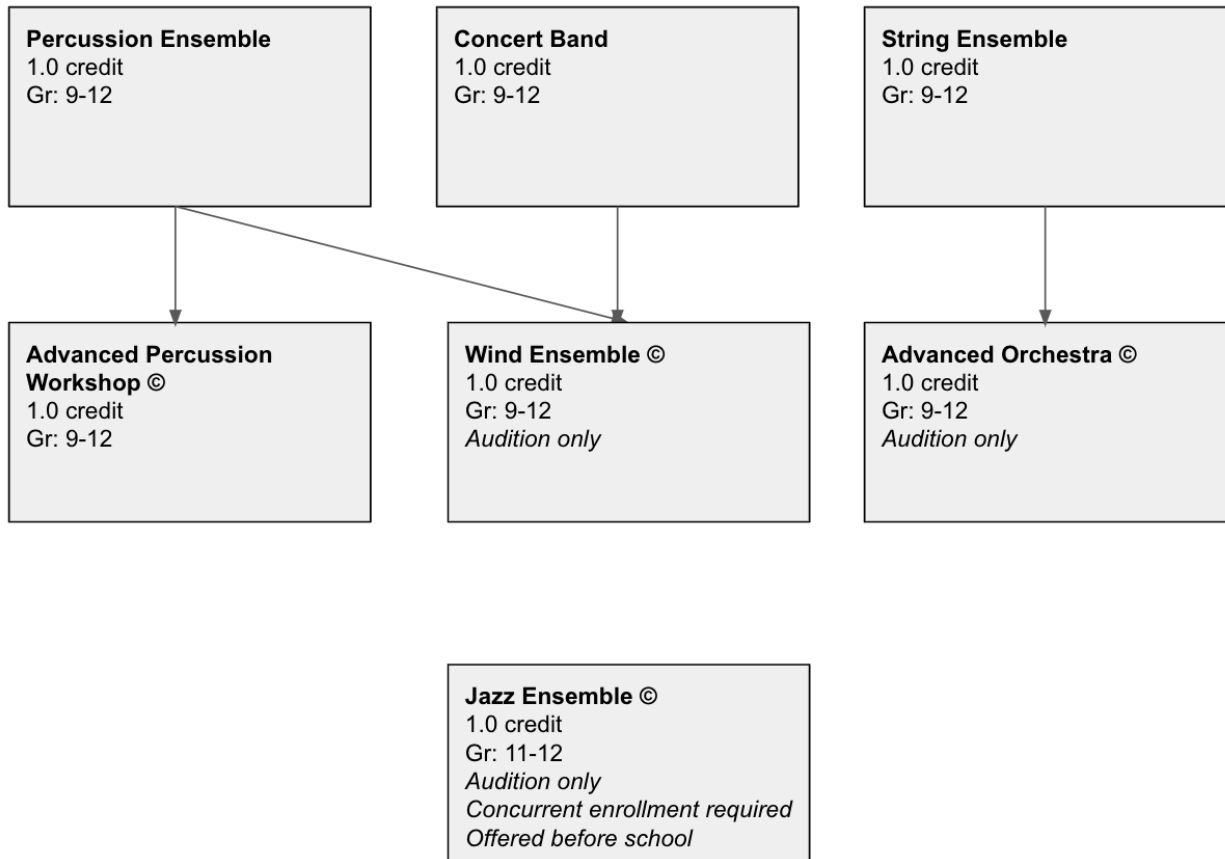 Percussion Ensemble
1.0 credit
Gr: 9-12
Concert Band
1.0 credit
Gr: 9-12
String Ensemble
1.0 credit
Gr: 9-12
Advanced Percussion
Workshop ©
1.0 credit
Gr: 9-12
Wind Ensemble ©
1.0 credit
Gr: 9-12
Audition only
Advanced Orchestra ©
1.0 credit
Gr: 9-12
Audition only
Jazz Ensemble ©
1.0 credit
Gr: 11-12
Audition only
Concurrent enrollment required
Offered before school